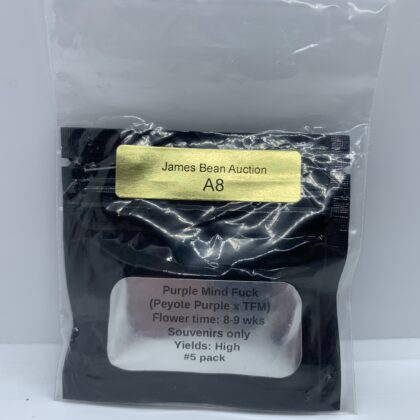 James Bean Auction
A8
Purple Mind Fuck
(Peyote Purple x TFM)
Flower time: 8-9 wks
Souvenirs only
Yields: High
#5 pack